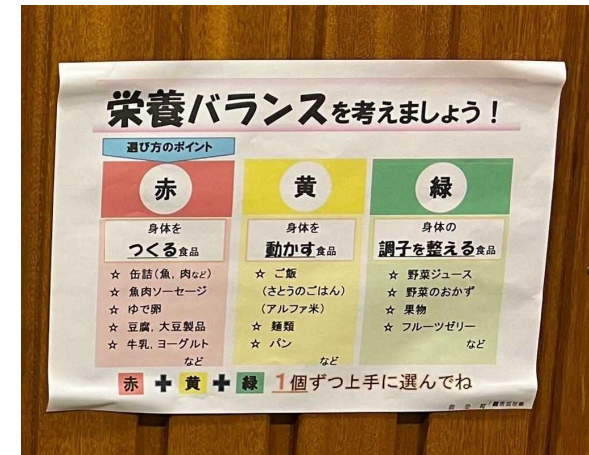 栄養バランスを考えましょう!
選び方のポイント
赤
身体を
つくる食品
☆ 缶詰(魚,肉など)
☆ 魚肉ソーセージ
☆ ゆで卵
☆ 豆腐,大豆製品
☆ 牛乳,ヨーグルト
など
黄
身体を
動かす食品
☆ ご飯
(さとうのごはん)
(アルファ米)
☆ 麺類
☆ パン
など
緑
身体の
調子を整える食品
☆ 野菜ジュース
☆ 野菜のおかず
☆ 果物
☆ フルーツゼリー
など
赤 + 黄 + 緑 1個ずつ上手に選んでね